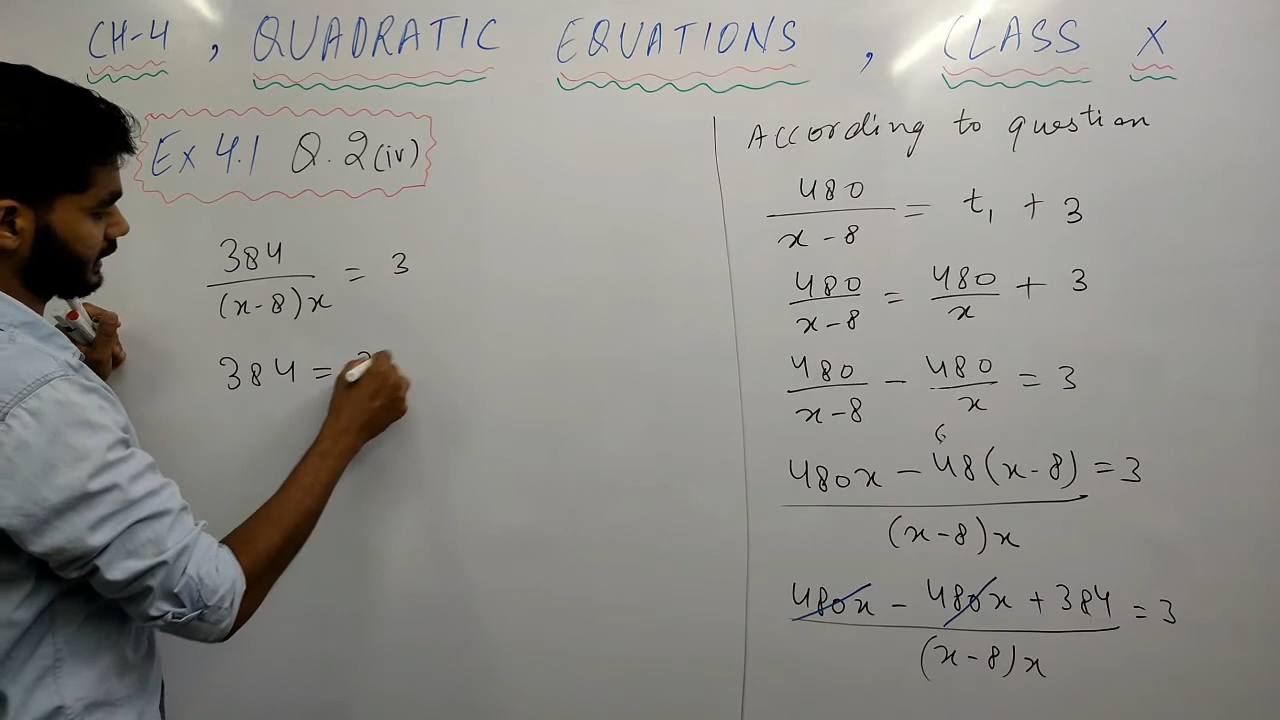 CH-4 , QUADRATIC EQUATIONS , CLASS X
Ex 4.1 Q.2(iv)
384/(x-8)x = 3
384 =
According to question
480/(x-8) = t₁ + 3
480/(x-8) = 480/x + 3
480/(x-8) - 480/x = 3
6
480x - 48(x-8)/(x-8)x = 3
480x - 480x + 384/(x-8)x = 3